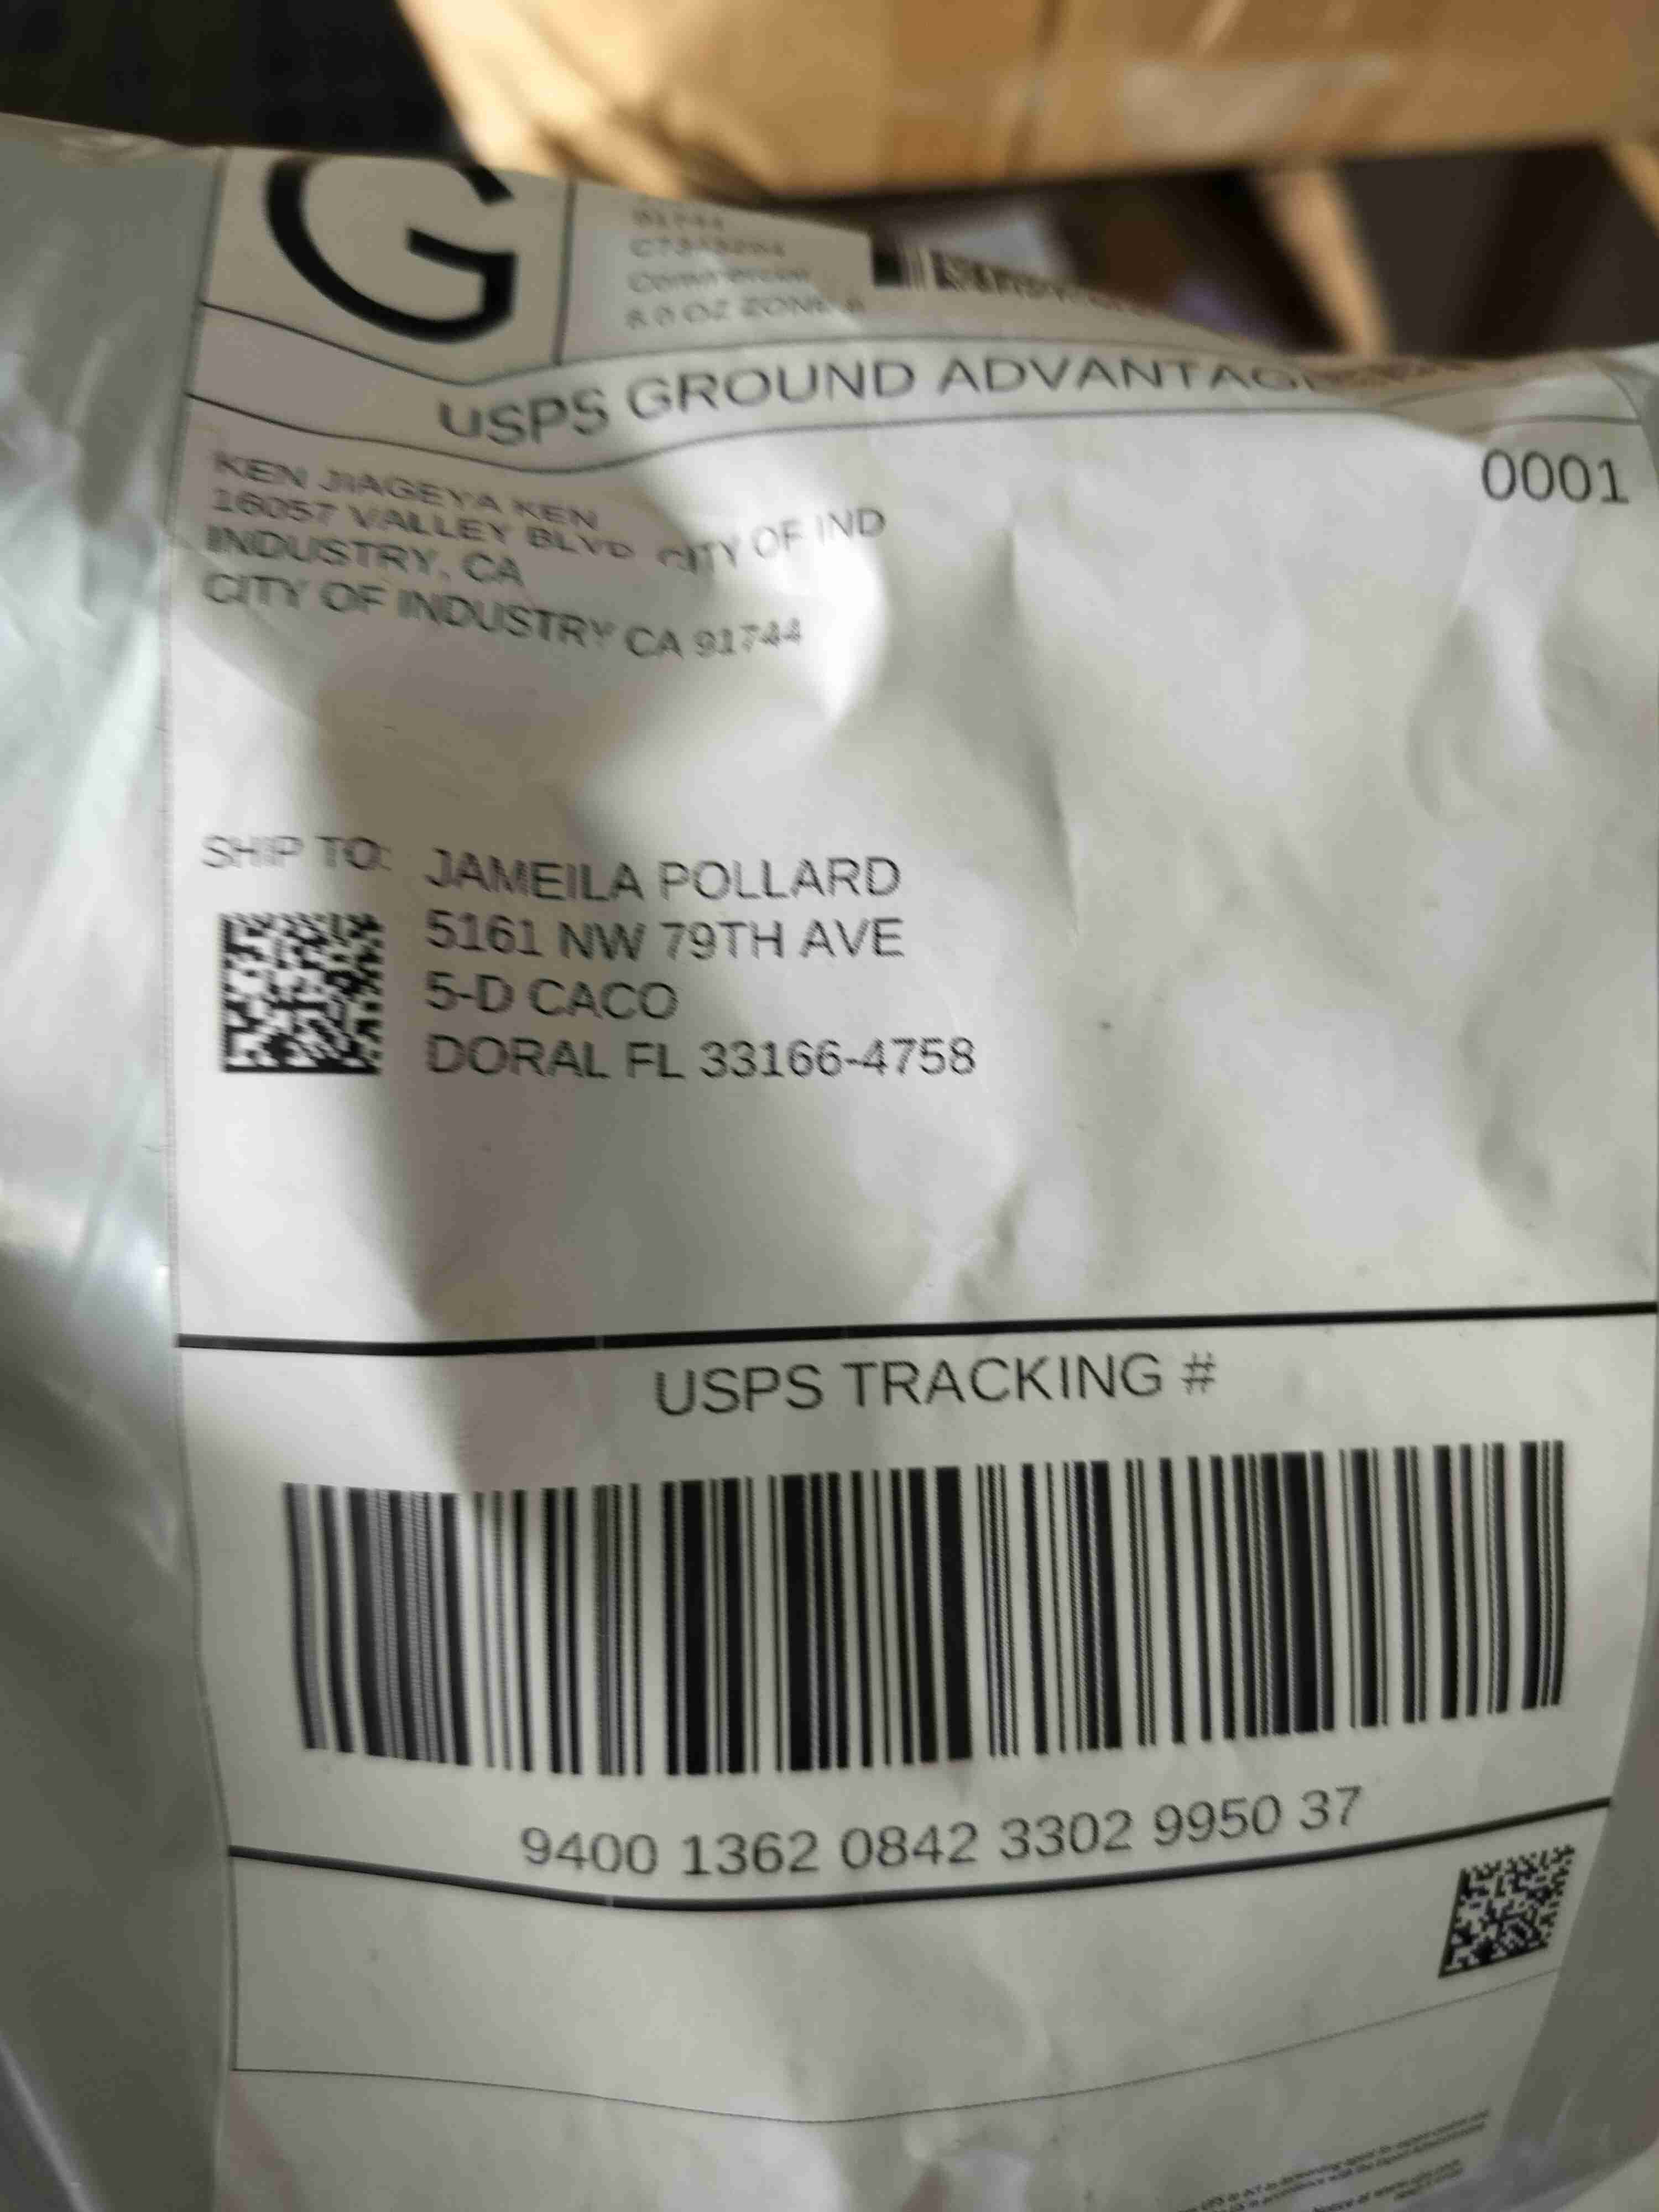 G
USPS GROUND ADVANTAGE
0001
KEN JIAGEYA KEN
16057 VALLEY BLVD CITY OF IND
INDUSTRY, CA
CITY OF INDUSTRY CA 91744
SHIP TO: JAMEILA POLLARD
5161 NW 79TH AVE
5-D CACO
DORAL FL 33166-4758
USPS TRACKING #
9400 1362 0842 3302 9950 37